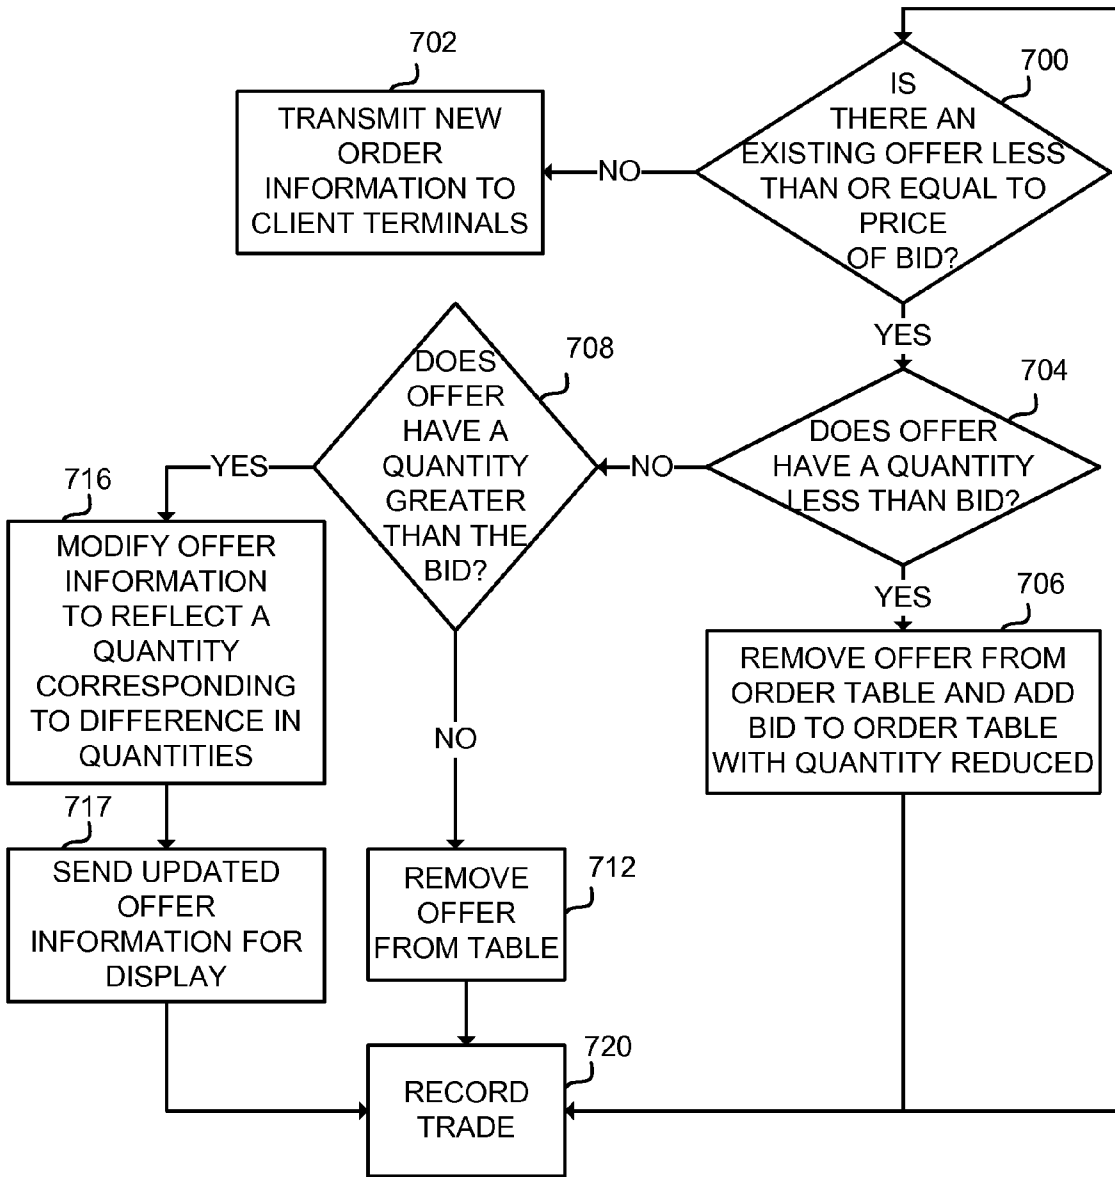 702
TRANSMIT NEW
ORDER
INFORMATION TO
CLIENT TERMINALS
NO
700
IS
THERE AN
EXISTING OFFER LESS
THAN OR EQUAL TO
PRICE
OF BID?
YES
704
DOES OFFER
HAVE A QUANTITY
LESS THAN BID?
NO
708
DOES
OFFER
HAVE A
QUANTITY
GREATER
THAN THE
BID?
YES
716
MODIFY OFFER
INFORMATION
TO REFLECT A
QUANTITY
CORRESPONDING
TO DIFFERENCE IN
QUANTITIES
YES
706
REMOVE OFFER FROM
ORDER TABLE AND ADD
BID TO ORDER TABLE
WITH QUANTITY REDUCED
NO
717
SEND UPDATED
OFFER
INFORMATION FOR
DISPLAY
712
REMOVE
OFFER
FROM TABLE
720
RECORD
TRADE